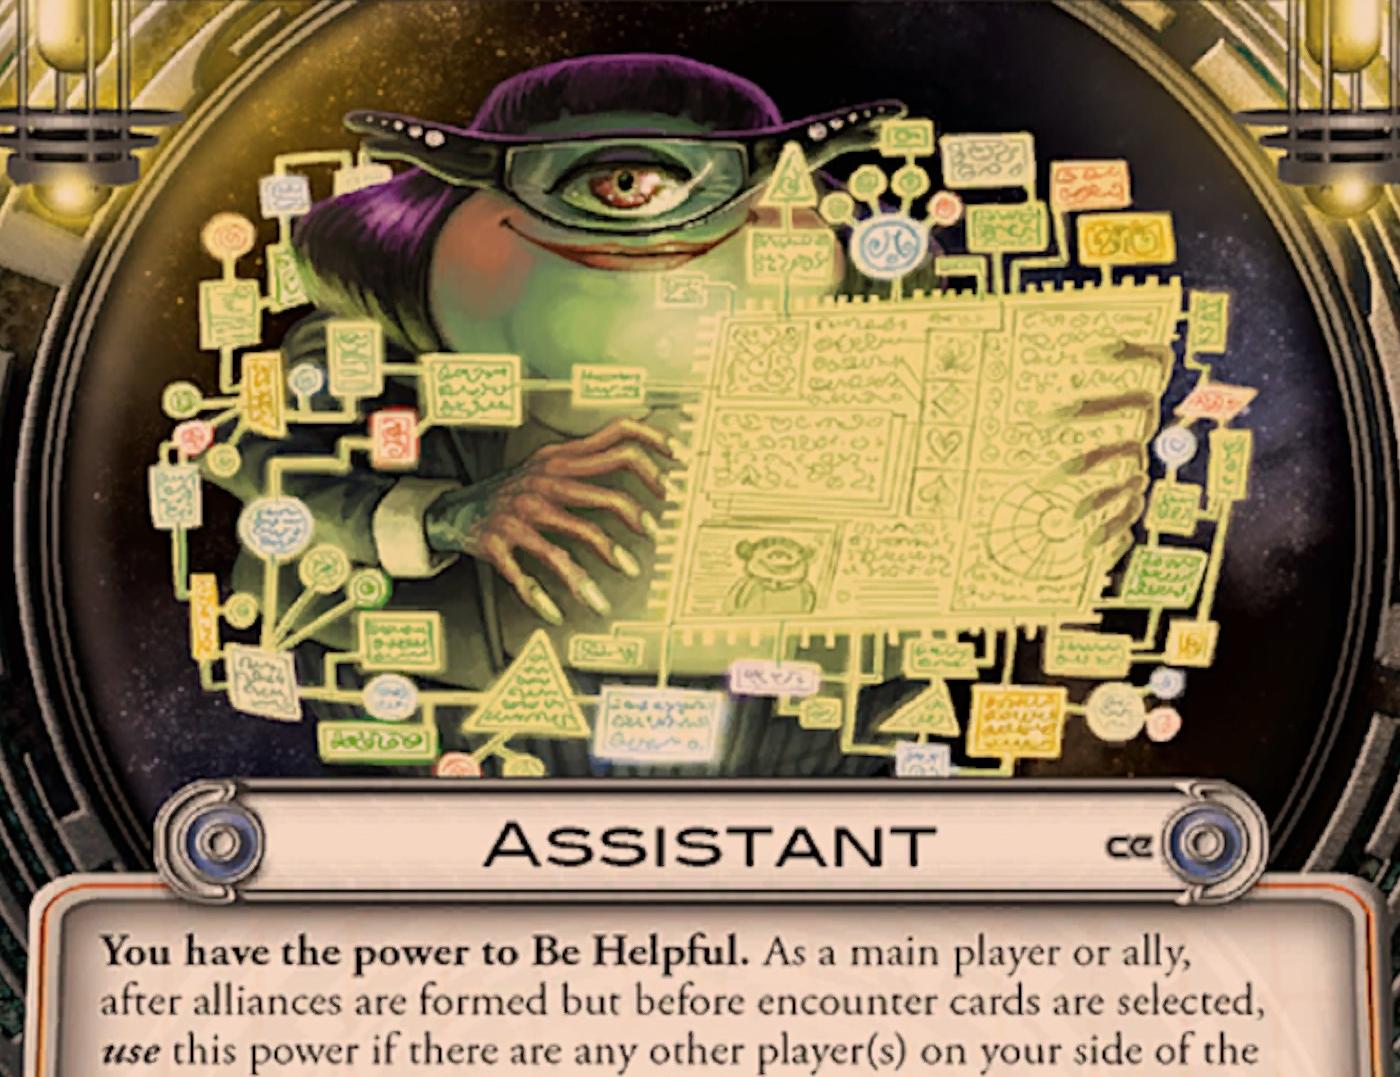 ASSISTANT ce
You have the power to Be Helpful. As a main player or ally,
after alliances are formed but before encounter cards are selected,
use this power if there are any other player(s) on your side of the